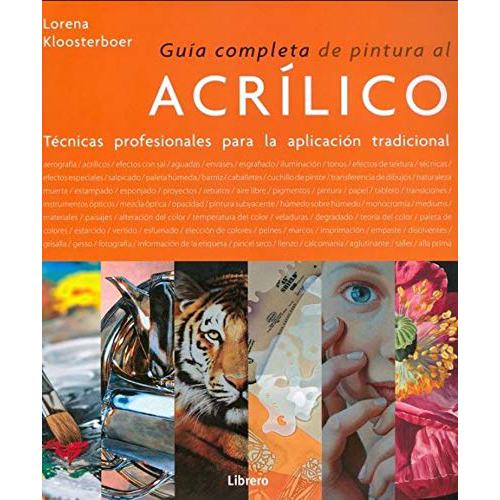 Lorena
Kloosterboer
Guía completa de pintura al
ACRÍLICO
Técnicas profesionales para la aplicación tradicional
aerografía / acrílicos / efectos con sal / aguadas / envases / esgrafiado / iluminación / tonos / efectos de textura / técnicas /
efectos especiales / salpicado / paleta húmeda / barniz / caballetes / cuchillo de pintre / transferencia de dibujos / naturaleza
muerta / estampado / esponjado / proyectos / retratos / aire libre / pigmentos / pintura / papel / tablero / transiciones /
instrumentos ópticos / mezcla óptica / opacidad / pintura subyacente / húmedo sobre húmedo / monocromía / mediums /
materiales / paisajes / alteración del color / temperatura del color / veladuras / degradado / teoría del color / paleta de
colores / estarcido / vertido / esfumado / elección de colores / peines / marcos / imprimación / empaste / disolventes /
grisalla / gesso / fotografía / información de la etiqueta / pincel seco / lienzo / calcomanía / aglutinante / taller / alla prima
Librero